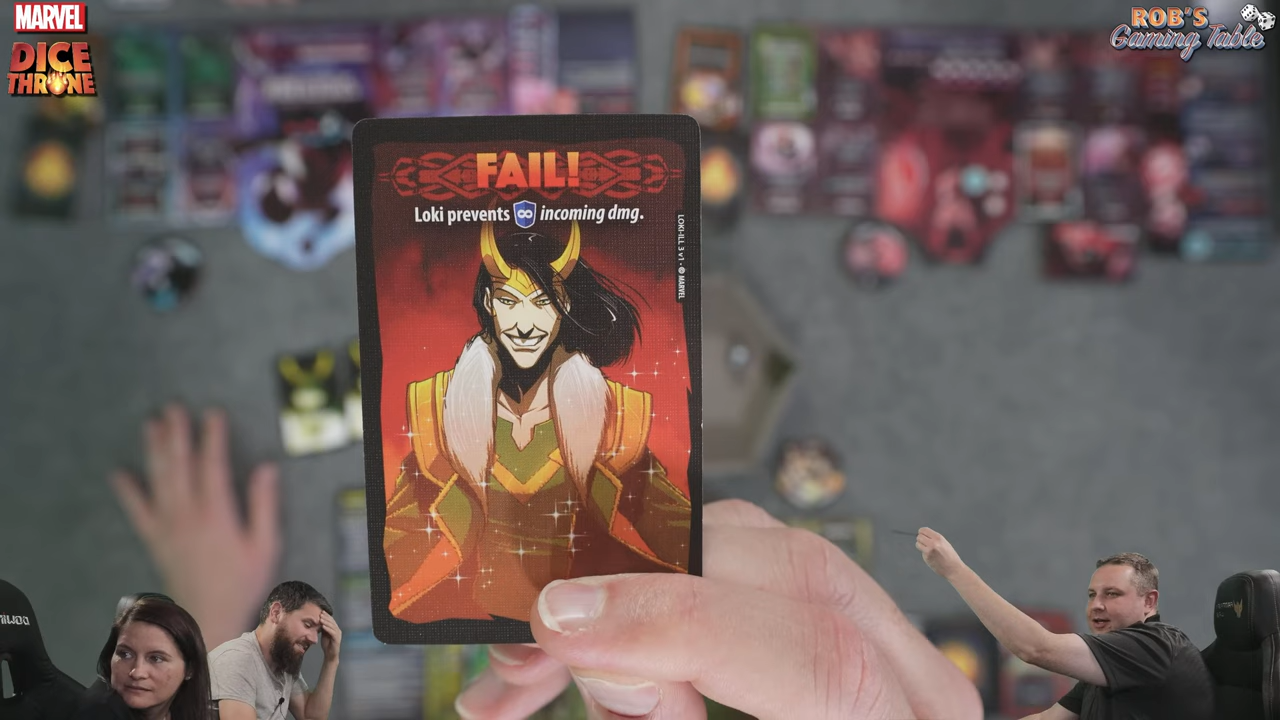 MARVEL
DICE
THRONE
ROB'S
Gaming Table
FAIL!
Loki prevents ∞ incoming dmg.
LOKI-ILL 3 v1 • © MARVEL